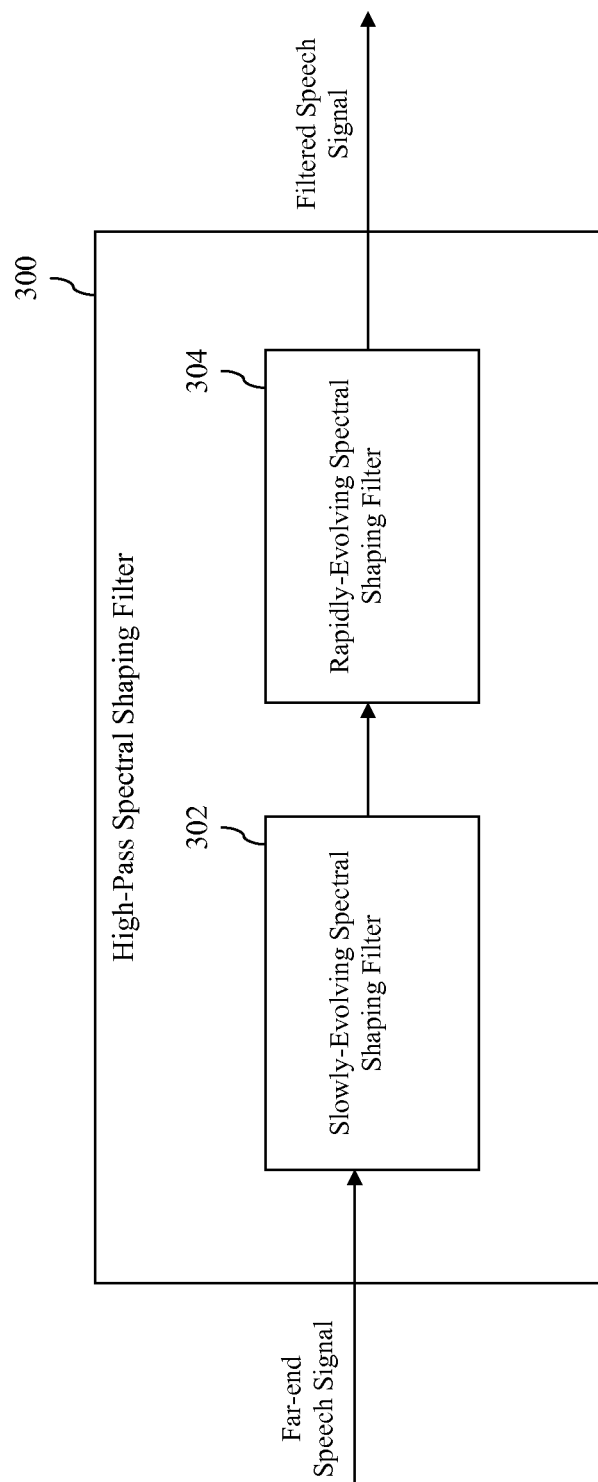 300
High-Pass Spectral Shaping Filter
Far-end
Speech Signal
302
Slowly-Evolving Spectral
Shaping Filter
304
Rapidly-Evolving Spectral
Shaping Filter
Filtered Speech
Signal